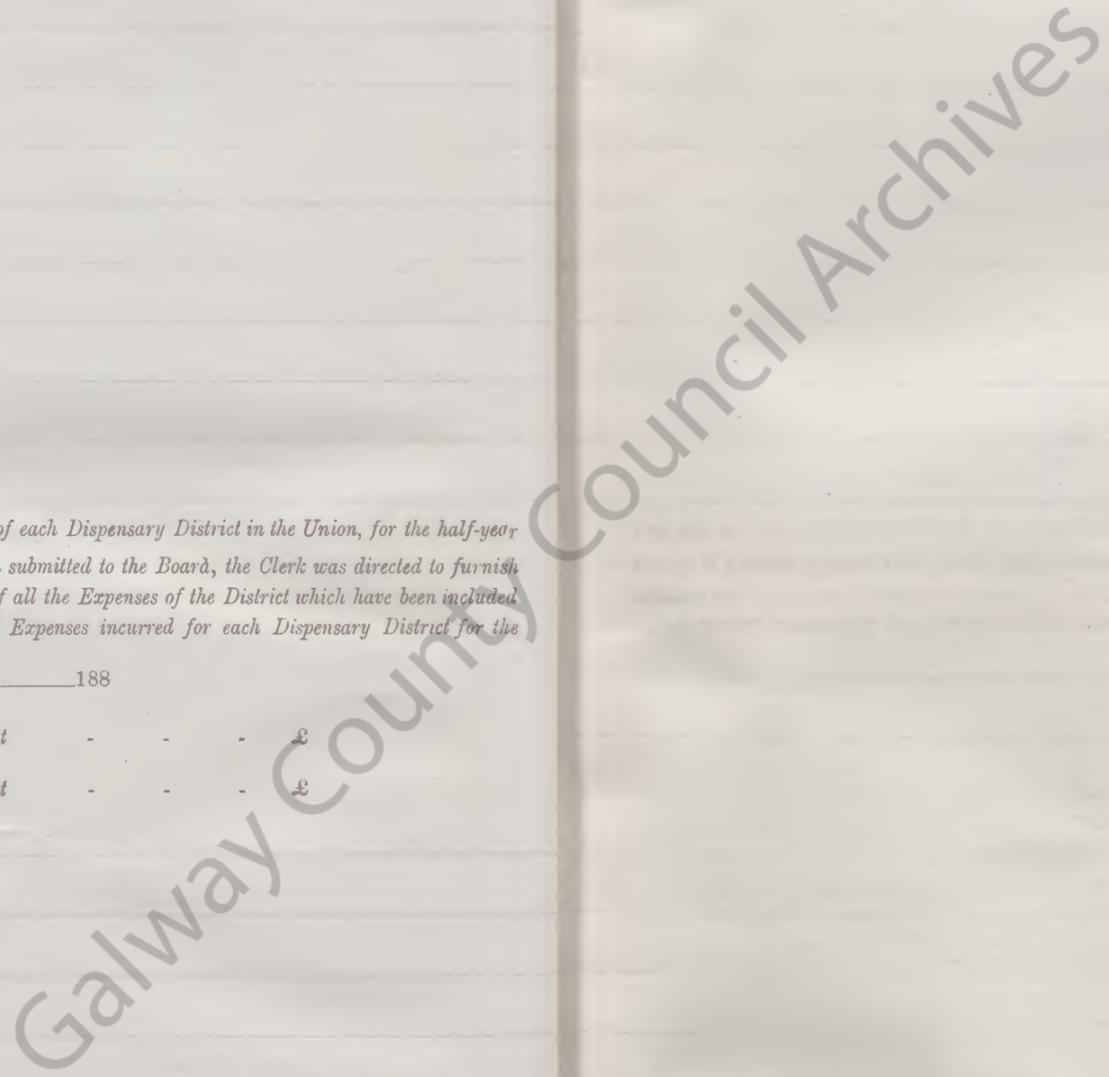 of each Dispensary District in the Union, for the half-year
submitted to the Board, the Clerk was directed to furnish
all the Expenses of the District which have been included
Expenses incurred for each Dispensary District for the
188
t - - - £
t - - - £
Galway County Council Archives